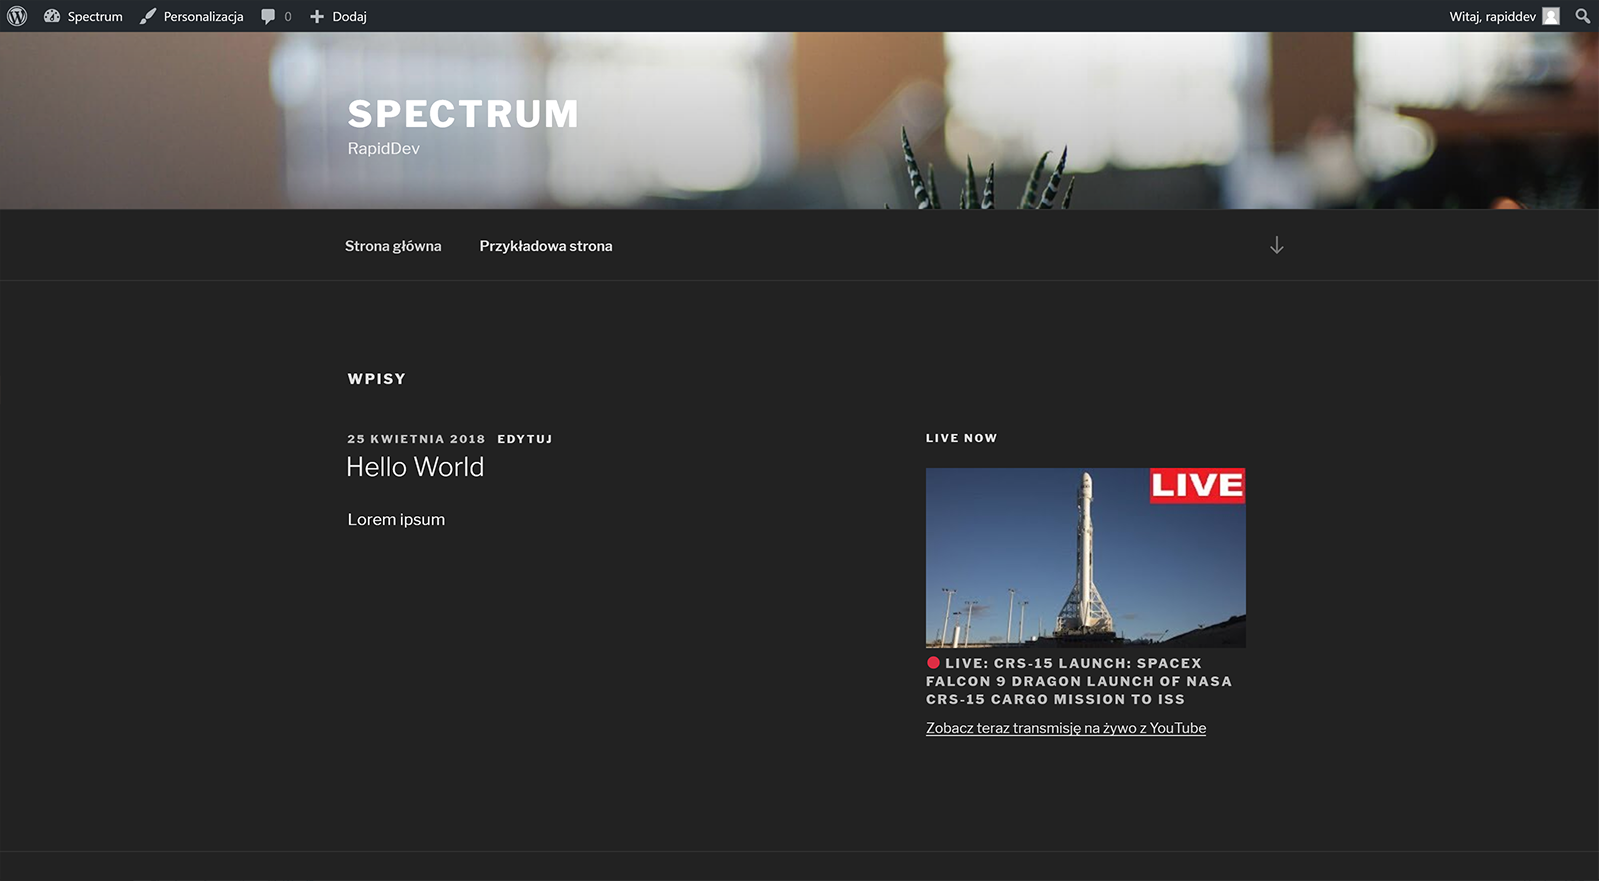 Spectrum Personalizacja 0 Dodaj Witaj, rapiddev
SPECTRUM
RapidDev
Strona główna Przykładowa strona
WPISY
25 KWIETNIA 2018 EDYTUJ
Hello World
Lorem ipsum
LIVE NOW
LIVE
LIVE: CRS-15 LAUNCH: SPACEX
FALCON 9 DRAGON LAUNCH OF NASA
CRS-15 CARGO MISSION TO ISS
Zobacz teraz transmisję na żywo z YouTube